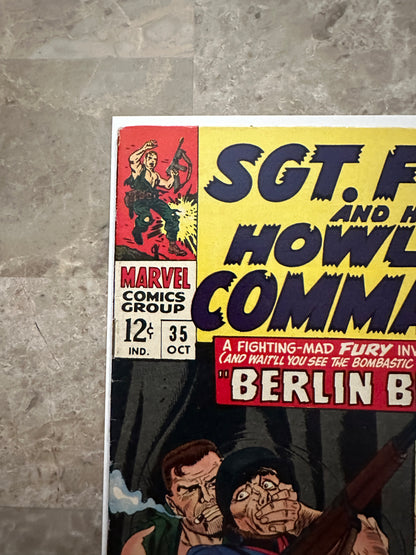 SGT. F
AND H
HOWL
COMMA
MARVEL
COMICS
GROUP
12¢
IND.
35
OCT
A FIGHTING-MAD FURY INV
(AND WAIT'LL YOU SEE THE BOMBASTIC
"BERLIN B